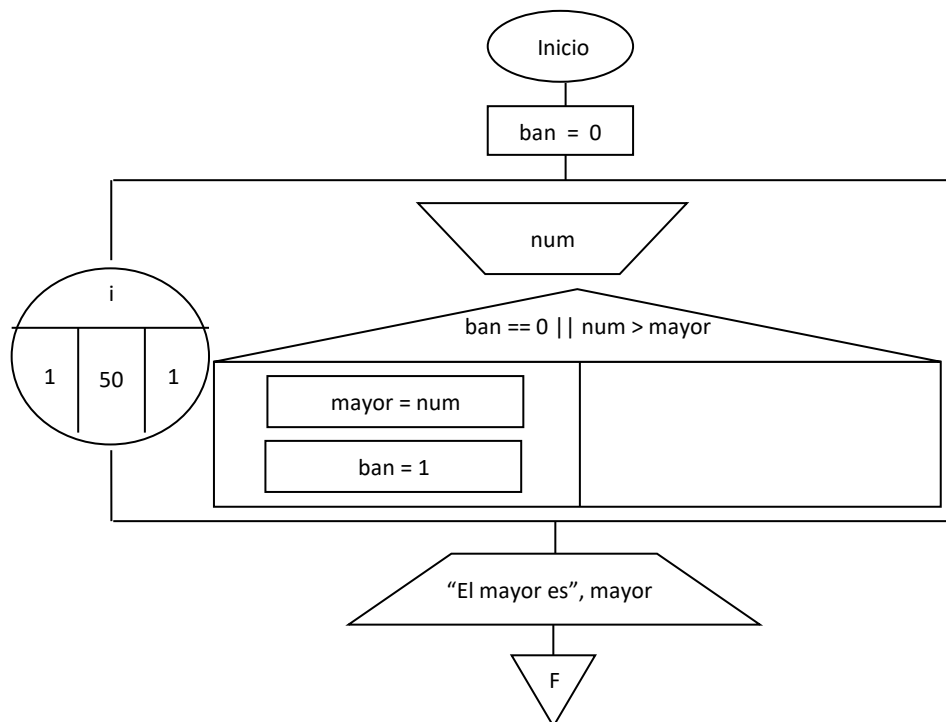 Inicio
ban = 0
num
i
ban == 0 || num > mayor
1 50 1
mayor = num
ban = 1
“El mayor es”, mayor
F